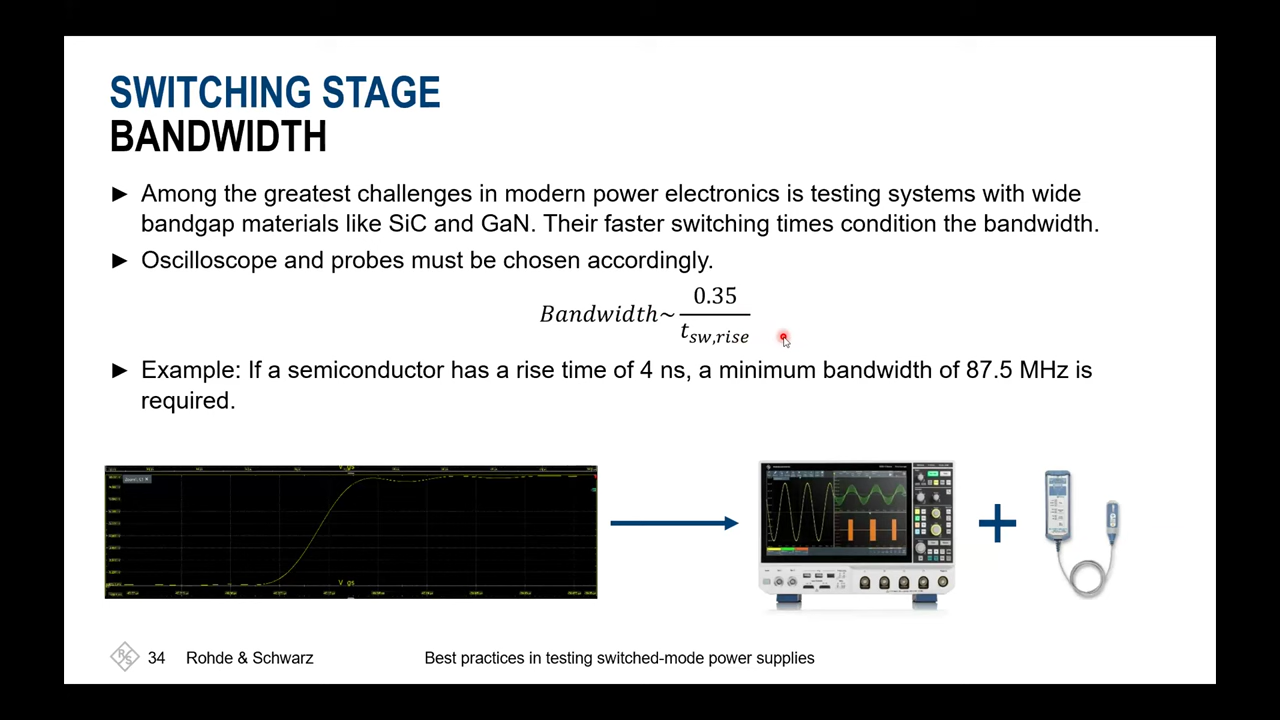 SWITCHING STAGE
BANDWIDTH
► Among the greatest challenges in modern power electronics is testing systems with wide
bandgap materials like SiC and GaN. Their faster switching times condition the bandwidth.
► Oscilloscope and probes must be chosen accordingly.
Bandwidth~ 0.35 / t_sw,rise
► Example: If a semiconductor has a rise time of 4 ns, a minimum bandwidth of 87.5 MHz is
required.
V gs
34 Rohde & Schwarz Best practices in testing switched-mode power supplies